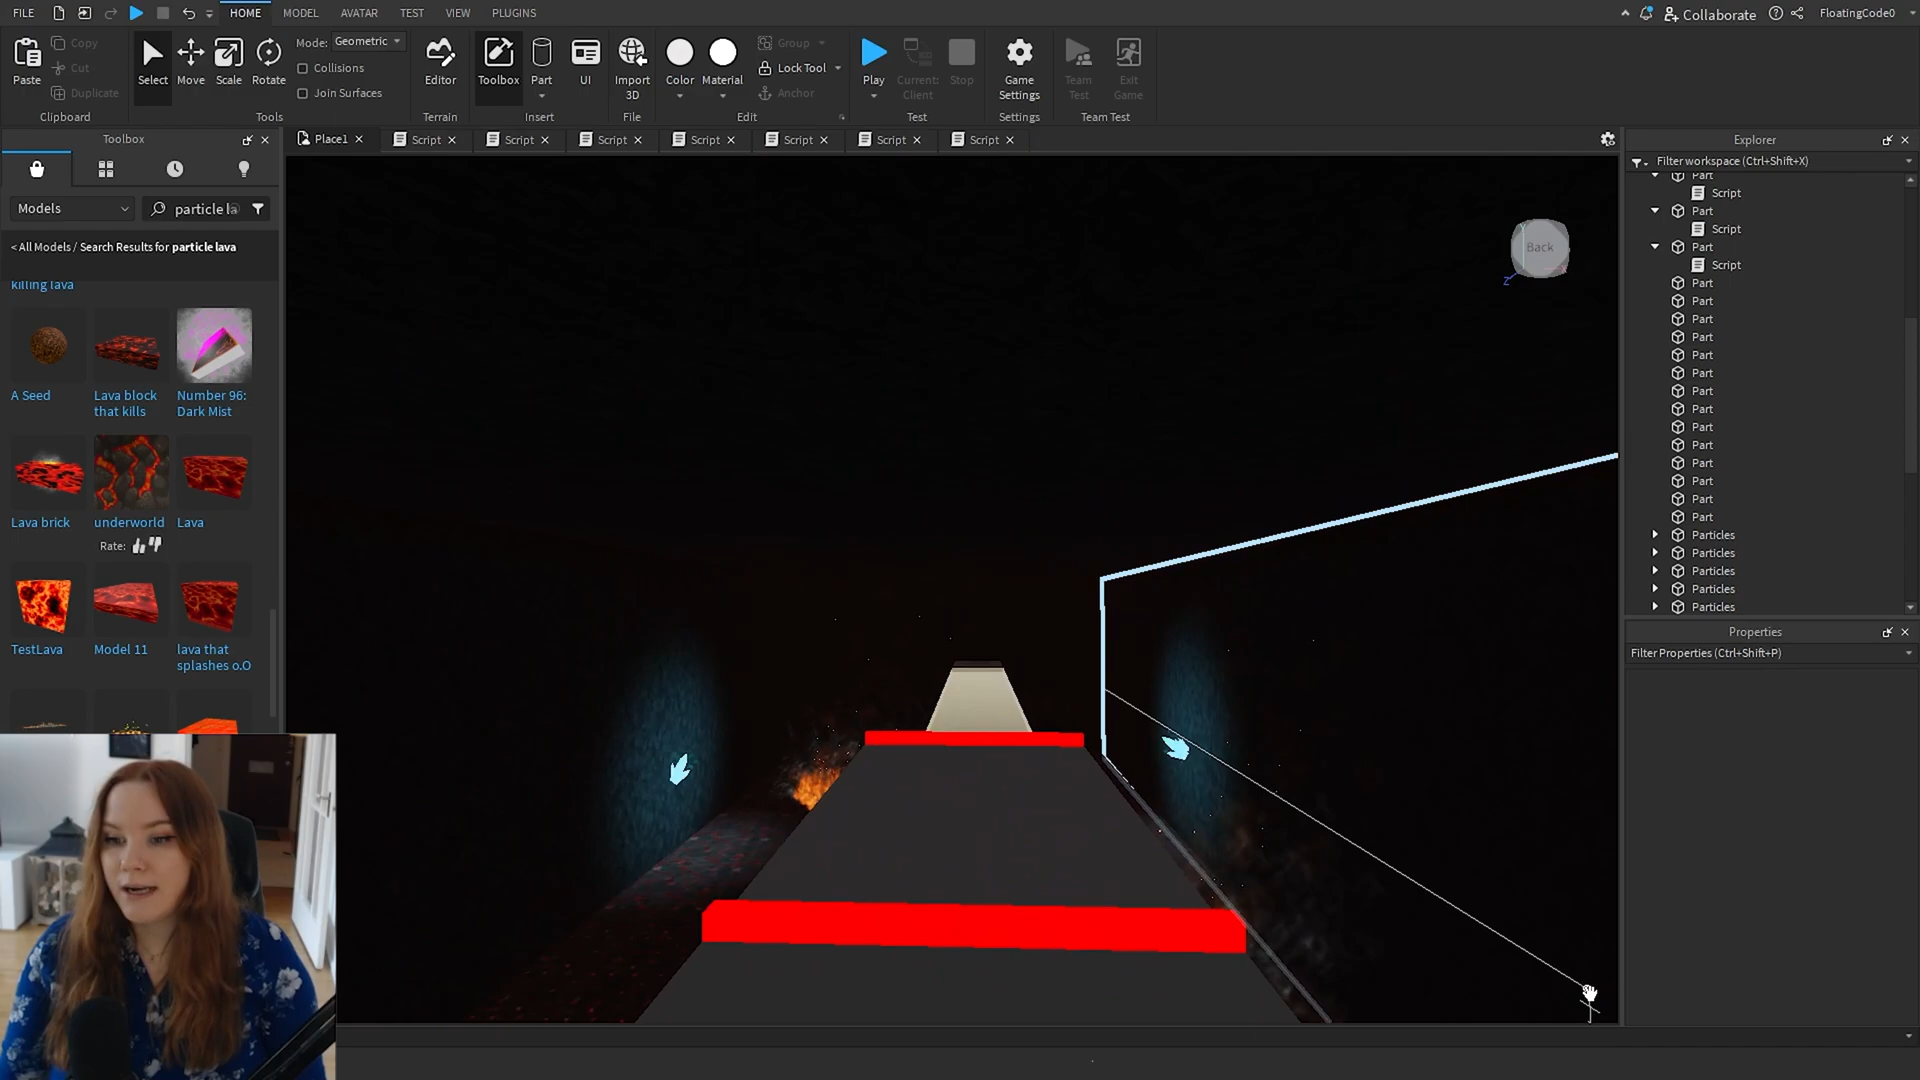 FILE
HOME
MODEL
AVATAR
TEST
VIEW
PLUGINS
Collaborate
FloatingCode0
Paste
Copy
Cut
Duplicate
Clipboard
Select
Move
Scale
Rotate
Mode: Geometric
Collisions
Join Surfaces
Tools
Editor
Terrain
Toolbox
Part
UI
Insert
Import
3D
File
Color
Material
Group
Lock Tool
Anchor
Edit
Play
Current:
Client
Stop
Test
Game
Settings
Settings
Team
Test
Exit
Game
Team Test
Toolbox
Place1
Script
Script
Script
Script
Script
Script
Script
Explorer
Filter workspace (Ctrl+Shift+X)
Models
particle la
< All Models / Search Results for particle lava
killing lava
A Seed
Lava block
that kills
Number 96:
Dark Mist
Lava brick
underworld
Lava
Rate:
TestLava
Model 11
lava that
splashes o.O
Back
Z
Part
Script
Part
Script
Part
Script
Part
Part
Part
Part
Part
Part
Part
Part
Part
Part
Part
Part
Part
Part
Particles
Particles
Particles
Particles
Particles
Properties
Filter Properties (Ctrl+Shift+P)